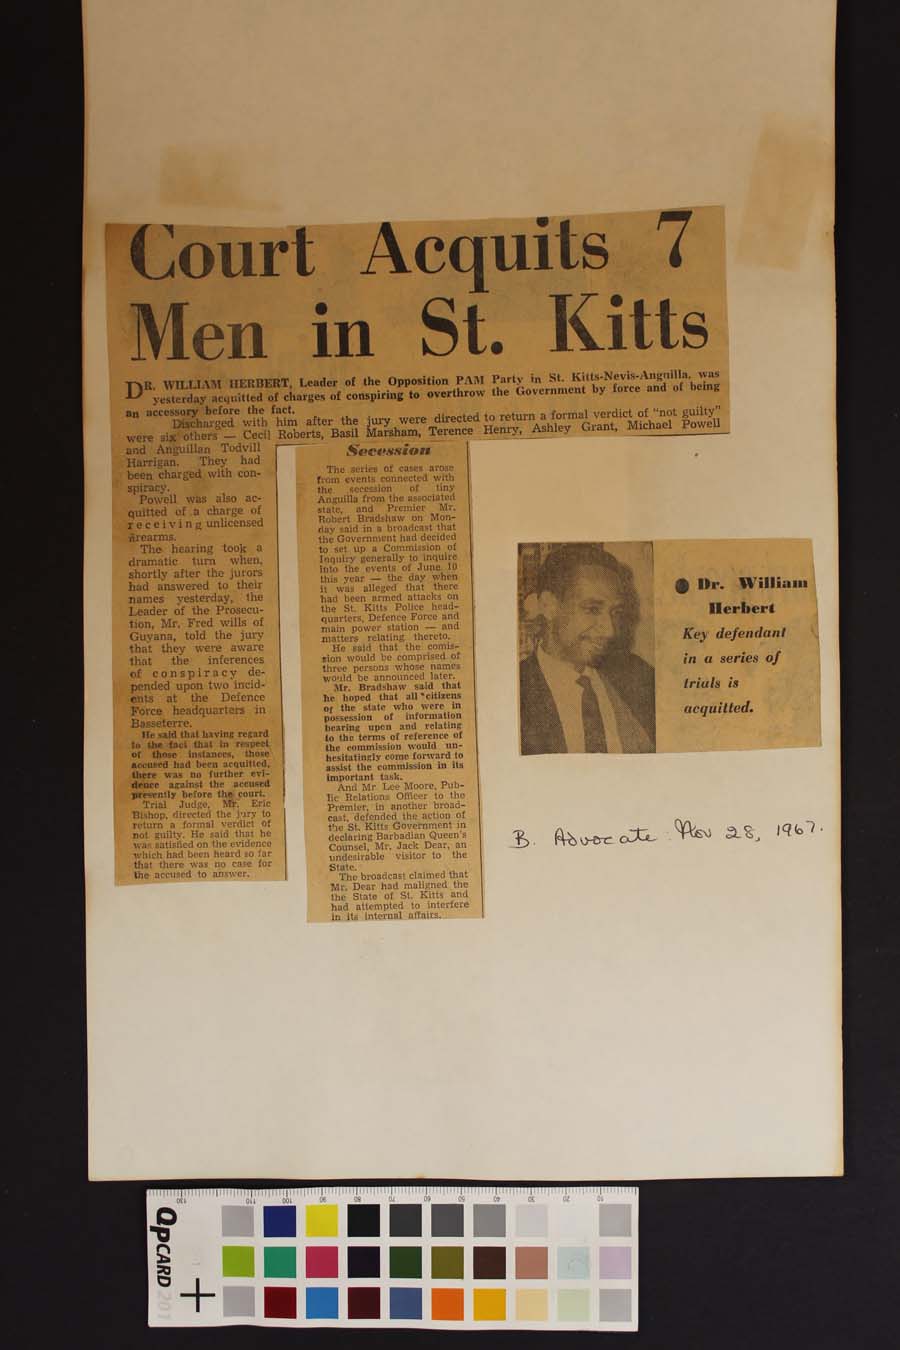 Court Acquits 7
Men in St. Kitts
DR. WILLIAM HERBERT, Leader of the Opposition PAM Party in St. Kitts-Nevis-Anguilla, was
yesterday acquitted of charges of conspiring to overthrow the Government by force and of being
an accessory before the fact.
Discharged with him after the jury were directed to return a formal verdict of "not guilty"
were six others — Cecil Roberts, Basil Marsham, Terence Henry, Ashley Grant, Michael Powell
and Anguillan Todvill
Harrigan. They had
been charged with con-
spiracy.
Powell was also ac-
quitted of a charge of
receiving unlicensed
firearms.
The hearing took a
dramatic turn when,
shortly after the jurors
had answered to their
names yesterday, the
Leader of the Prosecu-
tion, Mr. Fred wills of
Guyana, told the jury
that they were aware
that the inferences
of conspiracy de-
pended upon two incid-
ents at the Defence
Force headquarters in
Basseterre.
He said that having regard
to the fact that in respect
of those instances, those
accused had been acquitted,
there was no further evi-
dence against the accused
presently before the court.
Trial Judge, Mr. Eric
Bishop, directed the jury to
return a formal verdict of
not guilty. He said that he
was satisfied on the evidence
which had been heard so far
that there was no case for
the accused to answer.
Secession
The series of cases arose
from events connected with
the secession of tiny
Anguilla from the associated
state, and Premier Mr.
Robert Bradshaw on Mon-
day said in a broadcast that
the Government had decided
to set up a Commission of
Inquiry generally to inquire
into the events of June 10
this year — the day when
it was alleged that there
had been armed attacks on
the St. Kitts Police head-
quarters, Defence Force and
main power station — and
matters relating thereto.
He said that the comis-
sion would be comprised of
three persons whose names
would be announced later.
Mr. Bradshaw said that
he hoped that all citizens
of the state who were in
possession of information
bearing upon and relating
to the terms of reference of
the commission would un-
hesitatingly come forward to
assist the commission in its
important task.
And Mr. Lee Moore, Pub-
lic Relations Officer to the
Premier, in another broad-
cast, defended the action of
the St. Kitts Government in
declaring Barbadian Queen's
Counsel, Mr. Jack Dear, an
undesirable visitor to the
State.
The broadcast claimed that
Mr. Dear had maligned the
the State of St. Kitts and
had attempted to interfere
in its internal affairs.
● Dr. William
Herbert
Key defendant
in a series of
trials is
acquitted.
B. Advocate: Nov 28, 1967.
130 110 100 90 80 70 60 50 40 30 20 10
QPCARD 201